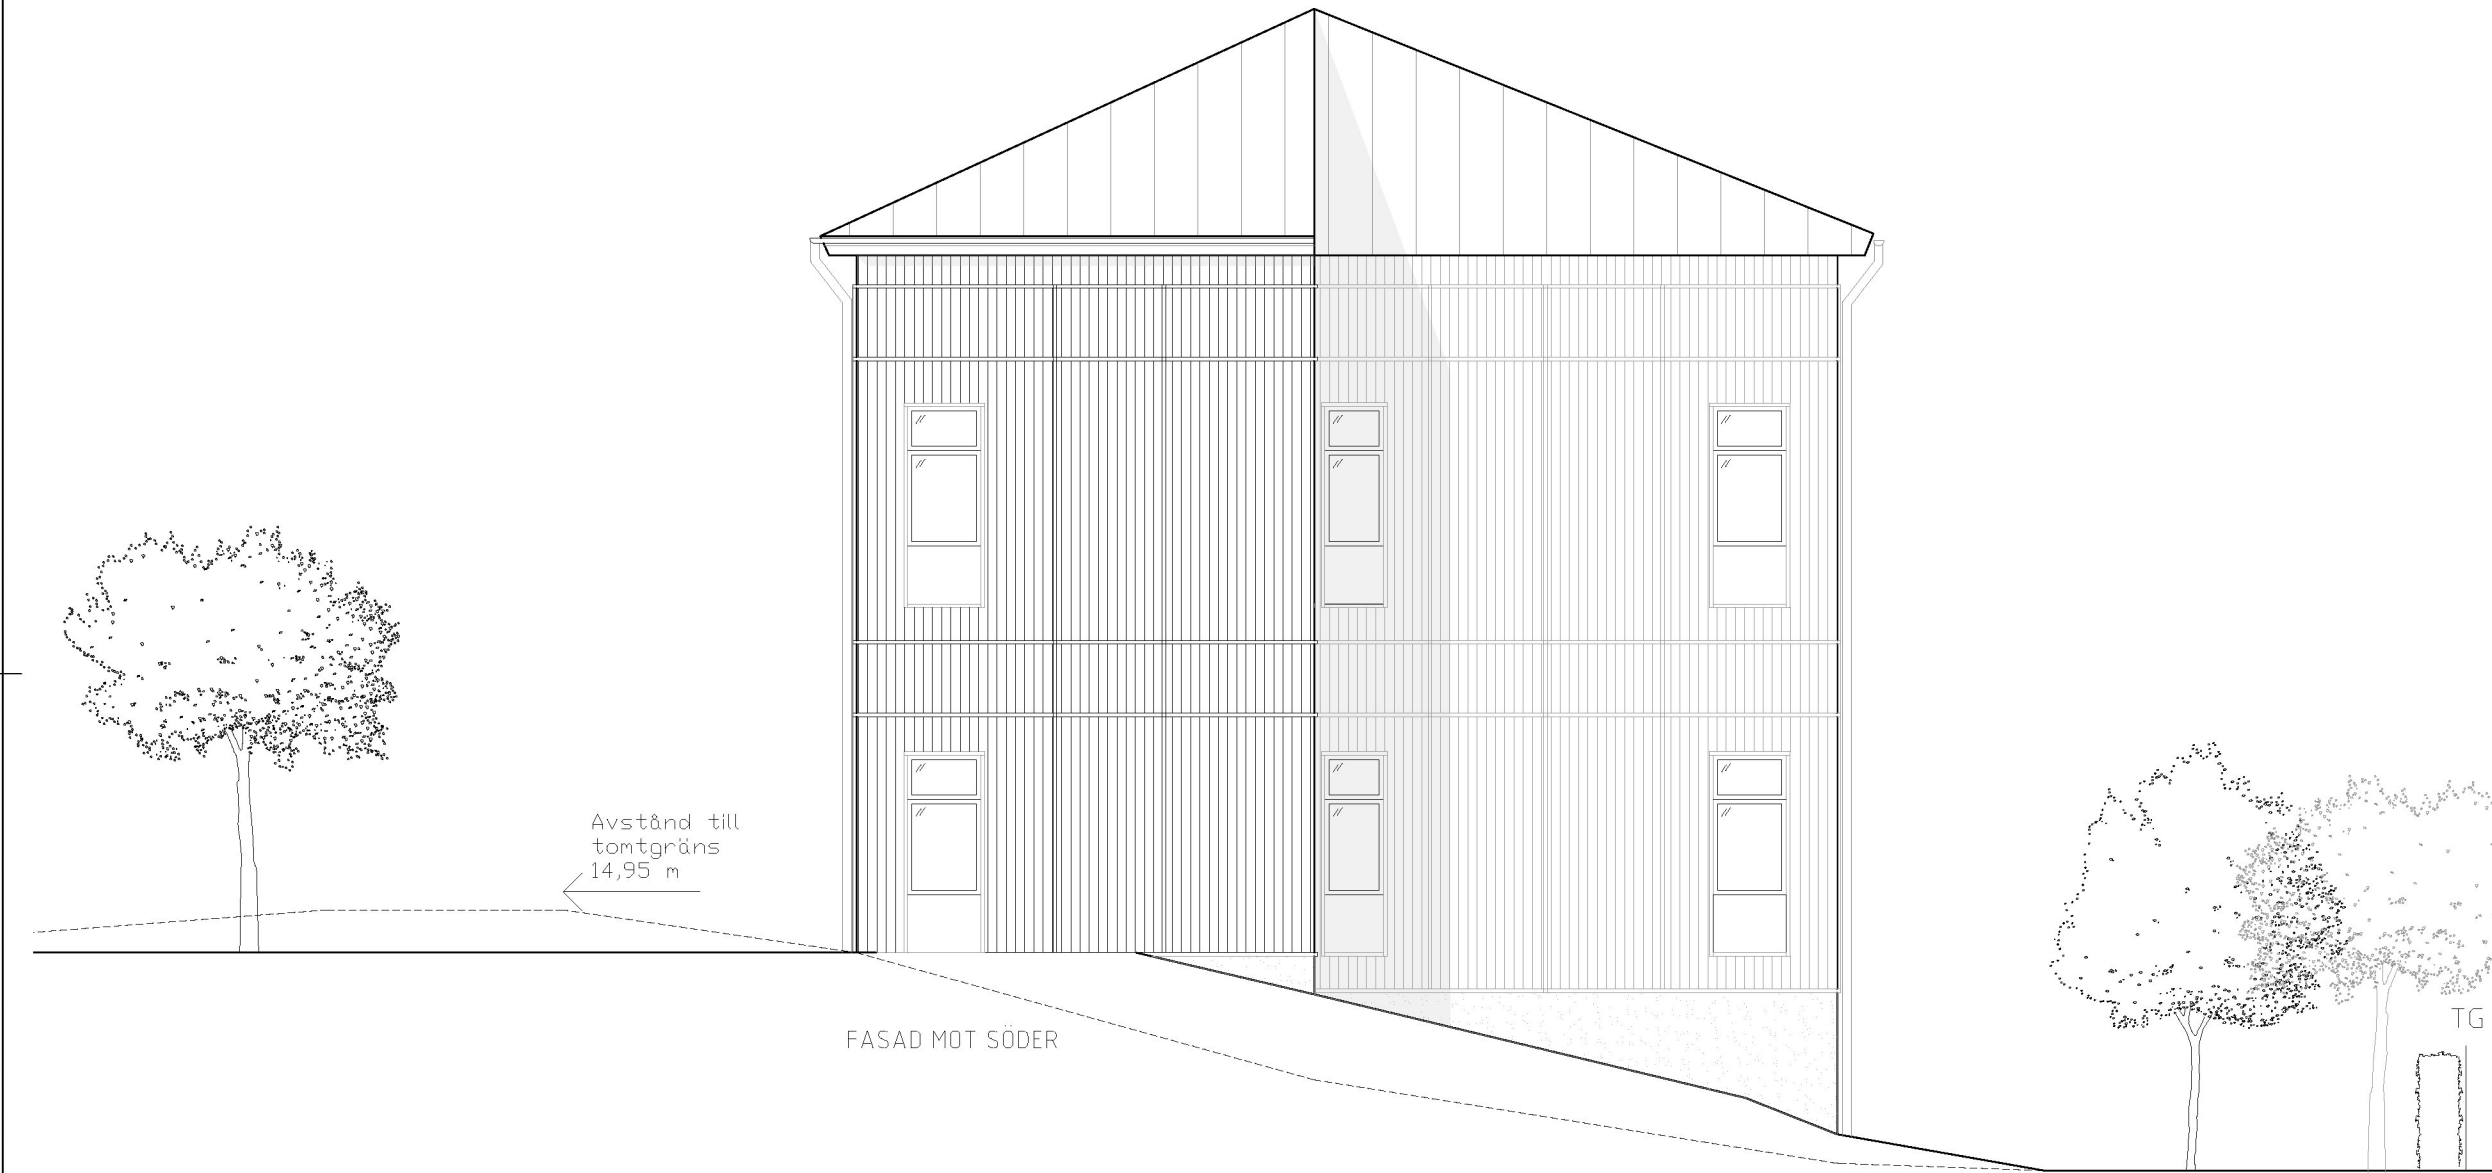 Avstånd till
tomtgräns
14,95 m
FASAD MOT SÖDER
TG